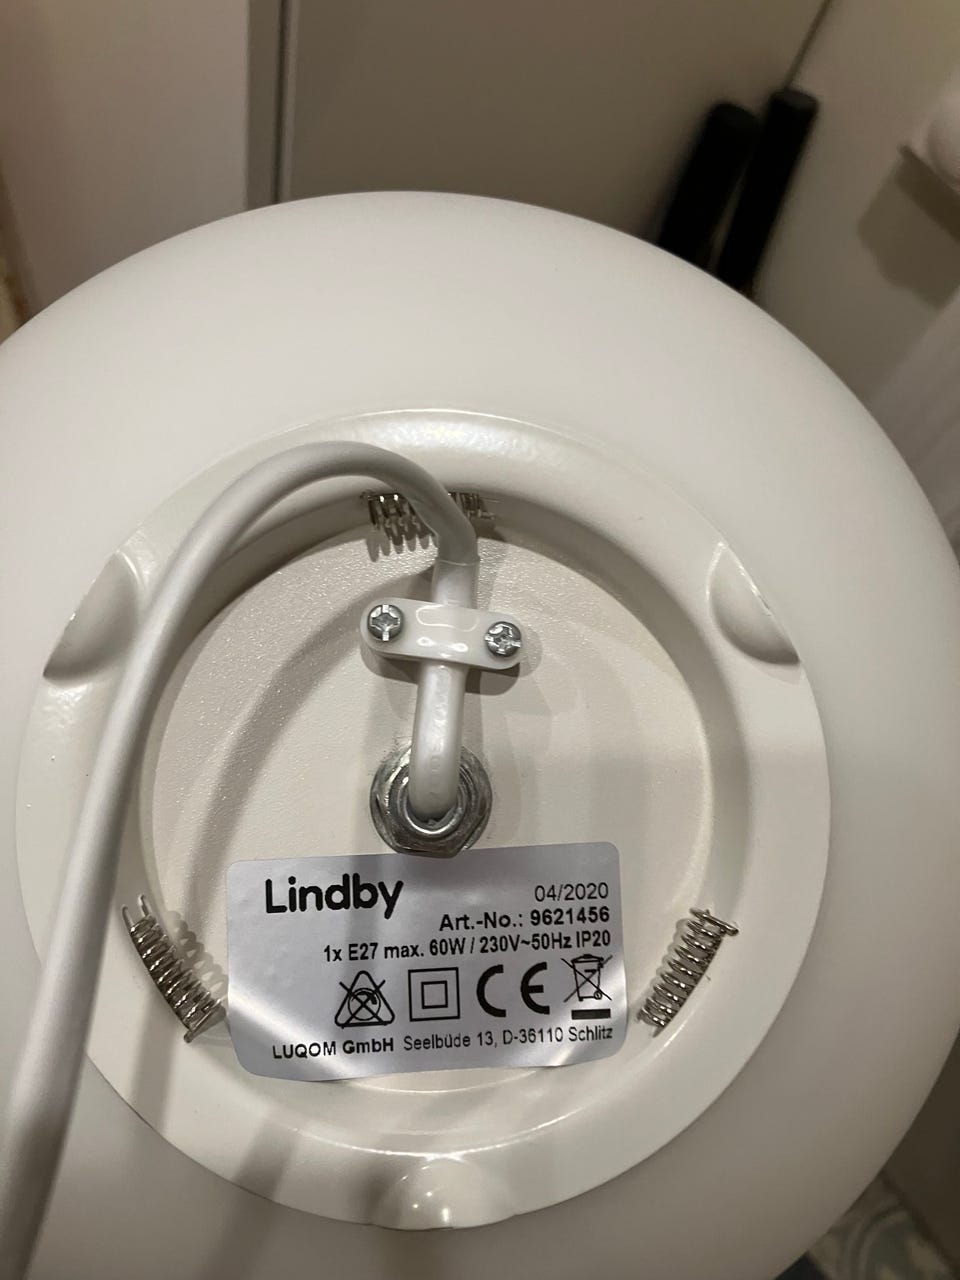 Lindby
04/2020
Art.-No.: 9621456
1x E27 max. 60W / 230V~50Hz IP20
CE
LUQOM GmbH Seelbüde 13, D-36110 Schlitz